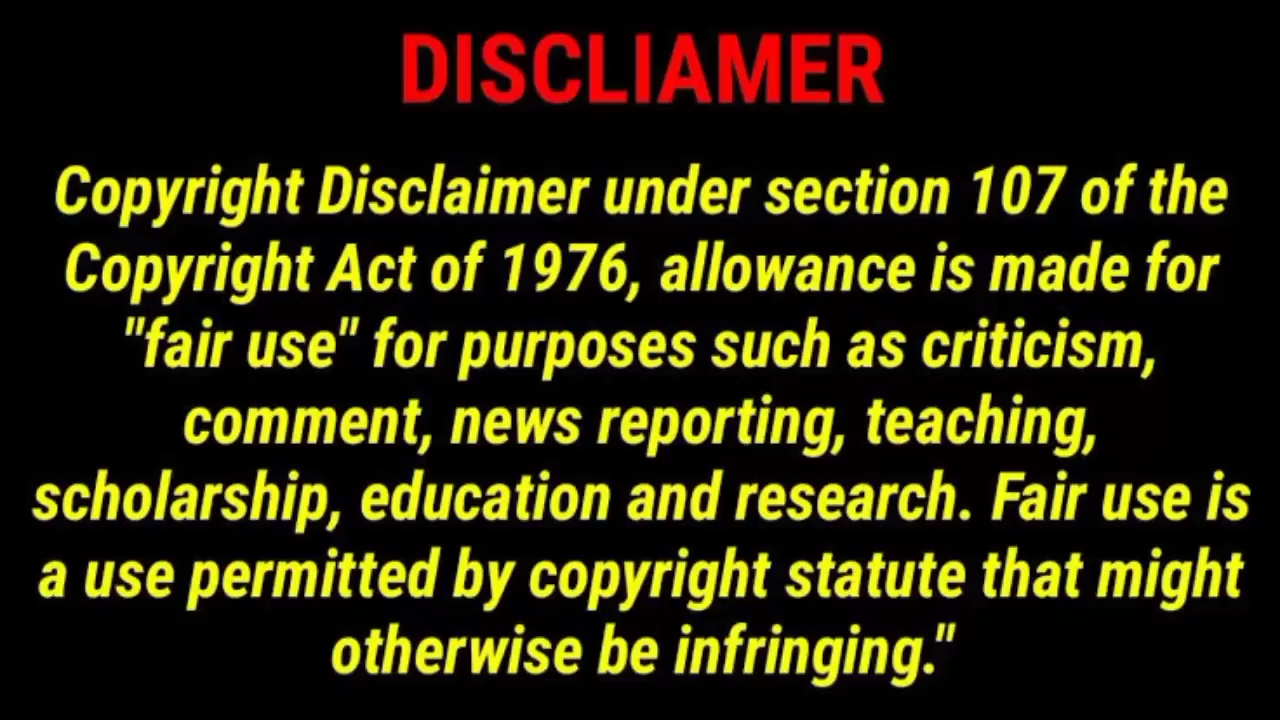 DISCLIAMER
Copyright Disclaimer under section 107 of the
Copyright Act of 1976, allowance is made for
"fair use" for purposes such as criticism,
comment, news reporting, teaching,
scholarship, education and research. Fair use is
a use permitted by copyright statute that might
otherwise be infringing."